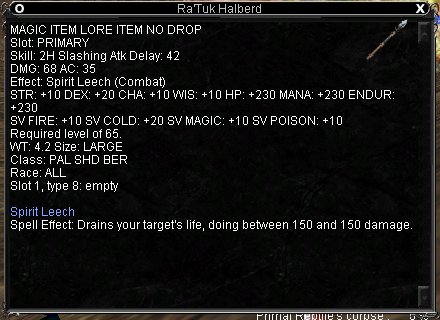 O Ra'Tuk Halberd X
MAGIC ITEM LORE ITEM NO DROP
Slot: PRIMARY
Skill: 2H Slashing Atk Delay: 42
DMG: 68 AC: 35
Effect: Spirit Leech (Combat)
STR: +10 DEX: +20 CHA: +10 WIS: +10 HP: +230 MANA: +230 ENDUR:
+230
SV FIRE: +10 SV COLD: +20 SV MAGIC: +10 SV POISON: +10
Required level of 65.
WT: 4.2 Size: LARGE
Class: PAL SHD BER
Race: ALL
Slot 1, type 8: empty
Spirit Leech
Spell Effect: Drains your target's life, doing between 150 and 150 damage.
Primal Reptile's corpse